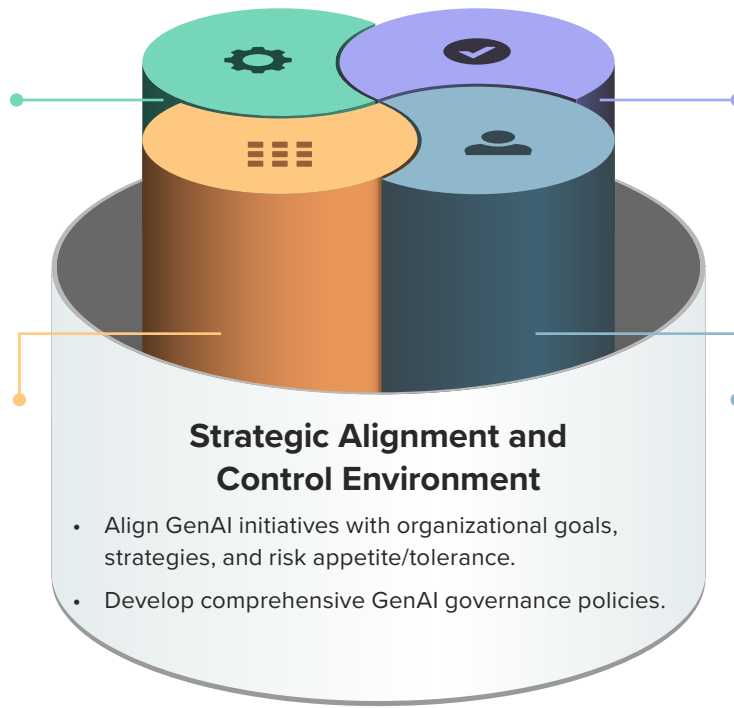 Strategic Alignment and
Control Environment
• Align GenAI initiatives with organizational goals,
strategies, and risk appetite/tolerance.
• Develop comprehensive GenAI governance policies.